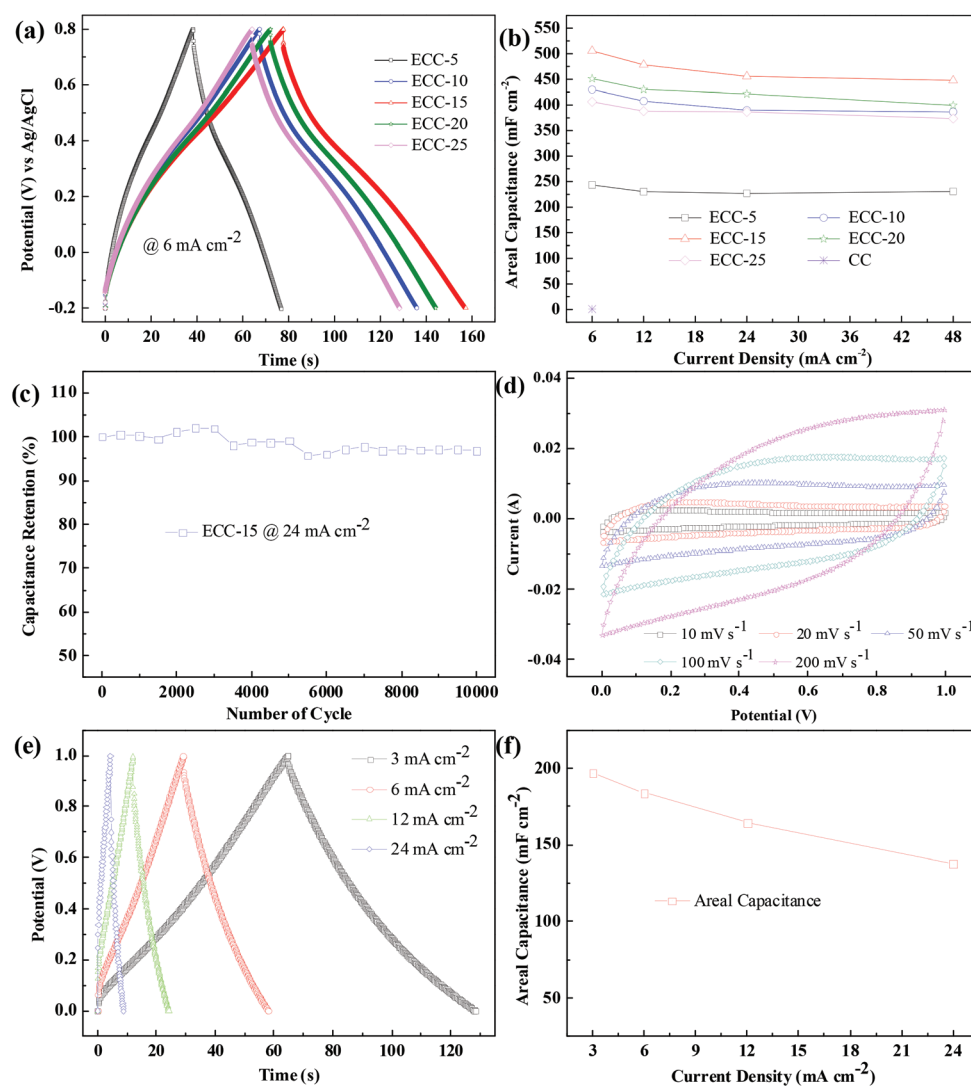 (a)
0.8
0.6
0.4
0.2
0.0
-0.2
Potential (V) vs Ag/AgCl
ECC-5
ECC-10
ECC-15
ECC-20
ECC-25
@ 6 mA cm⁻²
0 20 40 60 80 100 120 140 160
Time (s)
(b)
550
500
450
400
350
300
250
200
150
100
50
0
Areal Capacitance (mF cm⁻²)
ECC-5 ECC-10
ECC-15 ECC-20
ECC-25 CC
6 12 18 24 30 36 42 48
Current Density (mA cm⁻²)
(c)
110
100
90
80
70
60
50
Capacitance Retention (%)
ECC-15 @ 24 mA cm⁻²
0 2000 4000 6000 8000 10000
Number of Cycle
(d)
0.04
0.02
0.00
-0.02
-0.04
Current (A)
10 mV s⁻¹ 20 mV s⁻¹ 50 mV s⁻¹
100 mV s⁻¹ 200 mV s⁻¹
0.0 0.2 0.4 0.6 0.8 1.0
Potential (V)
(e)
1.0
0.8
0.6
0.4
0.2
0.0
Potential (V)
3 mA cm⁻²
6 mA cm⁻²
12 mA cm⁻²
24 mA cm⁻²
0 20 40 60 80 100 120
Time (s)
(f)
200
150
100
50
Areal Capacitance (mF cm⁻²)
Areal Capacitance
3 6 9 12 15 18 21 24
Current Density (mA cm⁻²)